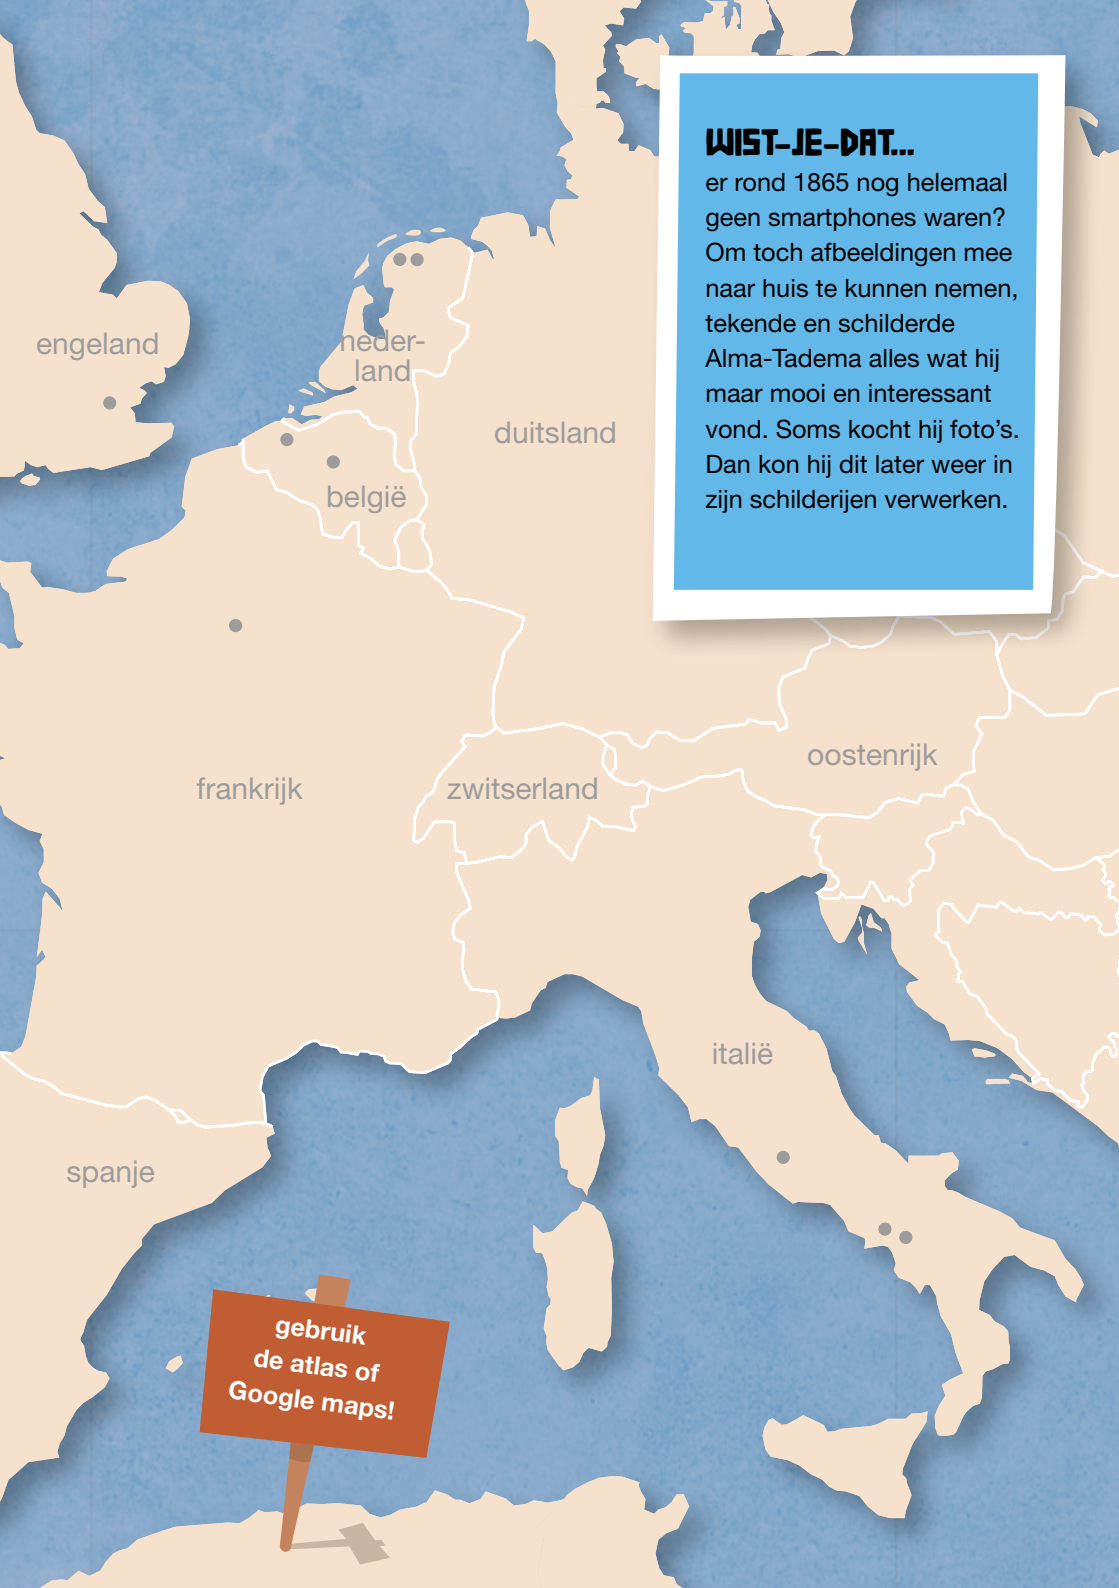 WIST-JE-DAT...
er rond 1865 nog helemaal
geen smartphones waren?
Om toch afbeeldingen mee
naar huis te kunnen nemen,
tekende en schilderde
Alma-Tadema alles wat hij
maar mooi en interessant
vond. Soms kocht hij foto's.
Dan kon hij dit later weer in
zijn schilderijen verwerken.
engeland
neder-
land
duitsland
belgië
oostenrijk
frankrijk
zwitserland
italië
spanje
gebruik
de atlas of
Google maps!